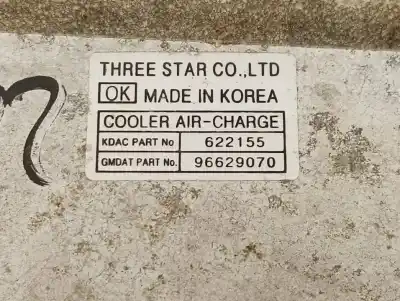 THREE STAR CO.,LTD
OK MADE IN KOREA
COOLER AIR-CHARGE
KDAC PART No 622155
GMDAT PART No. 96629070